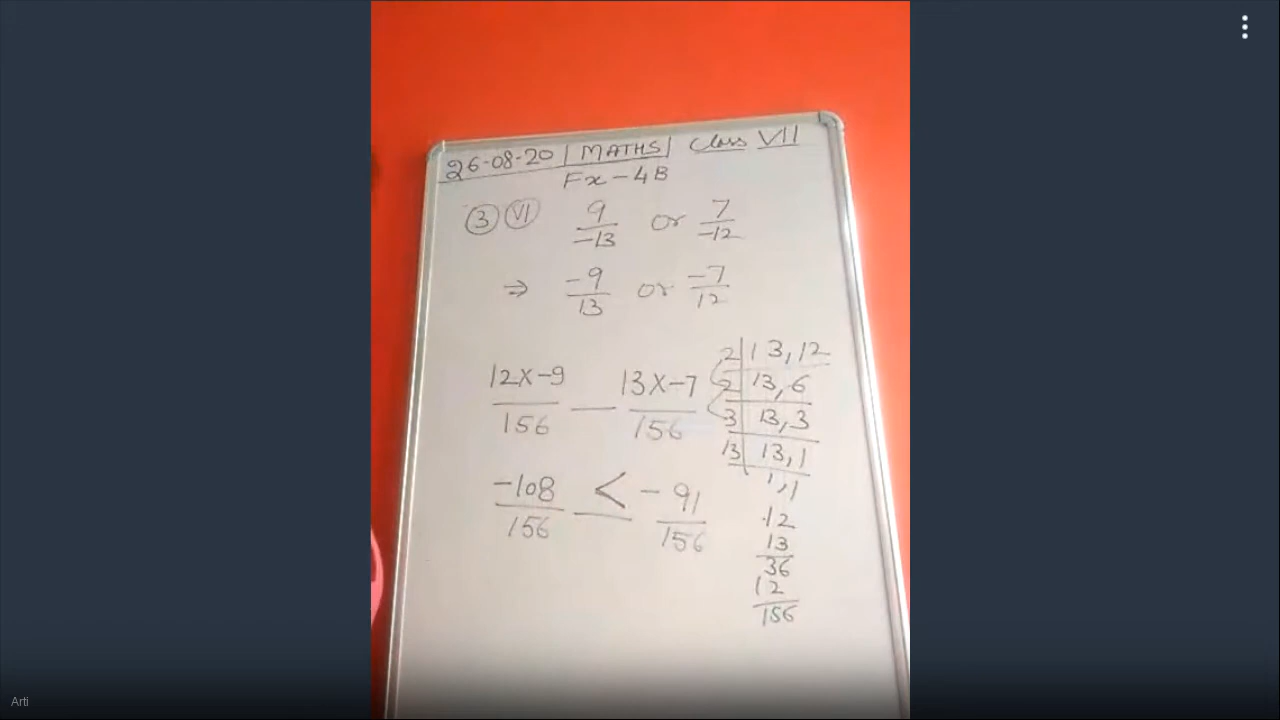 26-08-20 | MATHS | Class VII
Ex - 4B
3 VI 9/-13 or 7/-12
⇒ -9/13 or -7/12
12X-9/156 — 13X-7/156
-108/156 < -91/156
2 | 13, 12
2 | 13, 6
3 | 13, 3
13 | 13, 1
1, 1
12
13
36
12
156
Arti